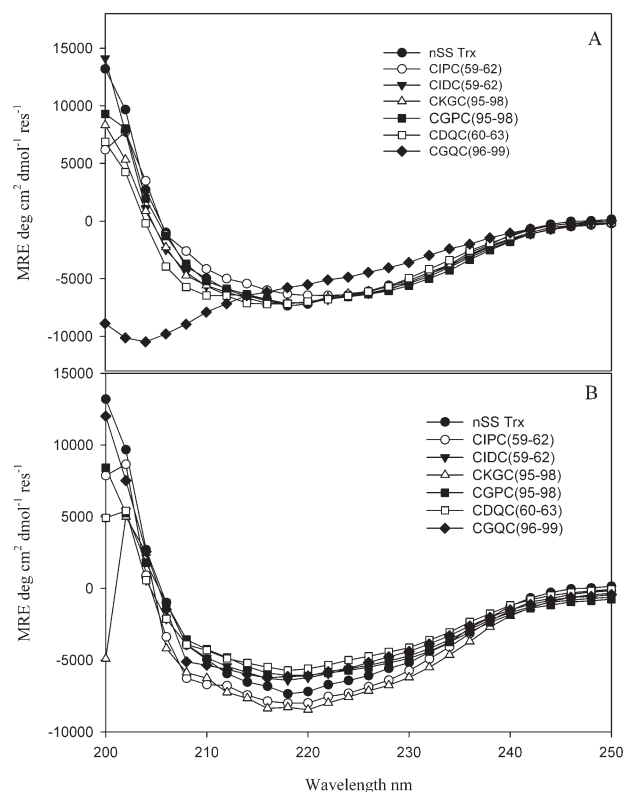 A
nSS Trx
CIPC(59-62)
CIDC(59-62)
CKGC(95-98)
CGPC(95-98)
CDQC(60-63)
CGQC(96-99)
MRE deg cm² dmol⁻¹ res⁻¹
15000
10000
5000
0
-5000
-10000
B
nSS Trx
CIPC(59-62)
CIDC(59-62)
CKGC(95-98)
CGPC(95-98)
CDQC(60-63)
CGQC(96-99)
MRE deg cm² dmol⁻¹ res⁻¹
15000
10000
5000
0
-5000
-10000
200 210 220 230 240 250
Wavelength nm